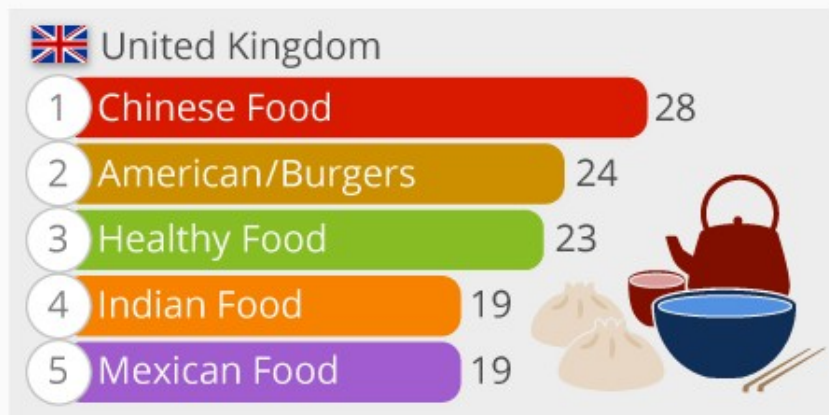 United Kingdom
1 Chinese Food 28
2 American/Burgers 24
3 Healthy Food 23
4 Indian Food 19
5 Mexican Food 19